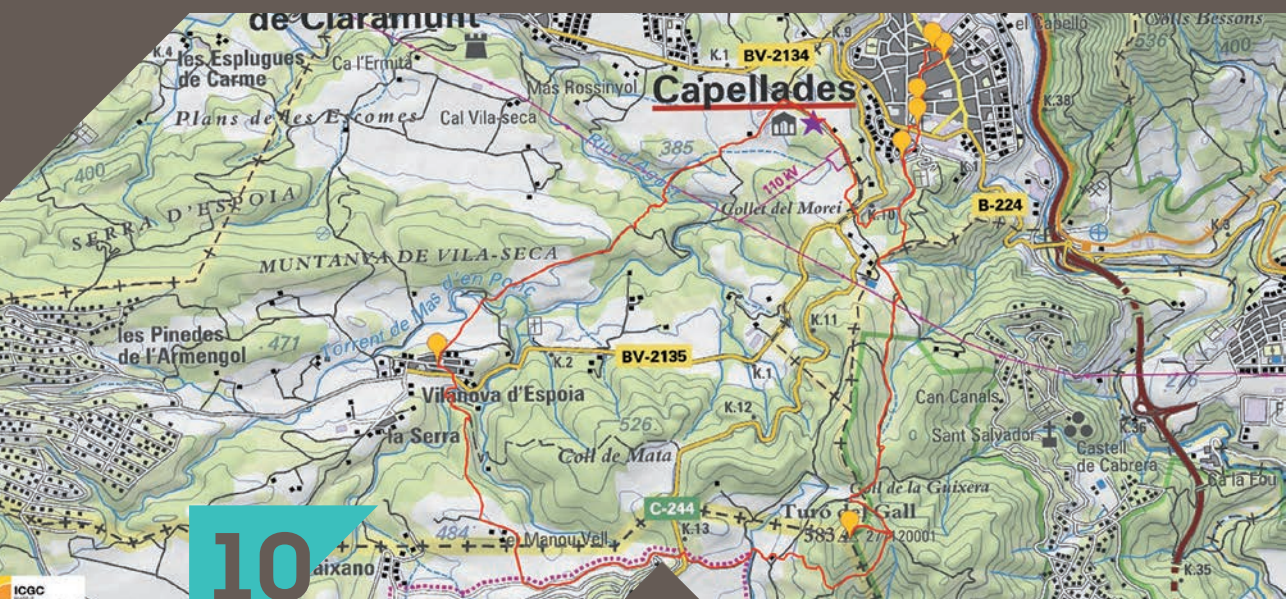 de Claramunt
el Capelló
Colls Bessons
K.4
les Esplugues
de Carme
Ca l'Ermità
K.1
BV-2134
K.9
536
400
Mas Rossinyol
Capellades
K.38
Plans de les Escomes
Cal Vila-seca
385
400
110 kV
SERRA D'ESPOIA
Collet del Morei
K.10
B-224
K.3
MUNTANYA DE VILA-SECA
les Pinedes
de l'Armengol
471
Torrent de Mas d'en Ponç
K.11
K.2
BV-2135
K.1
276
Vilanova d'Espoia
K.12
Can Canals
la Serra
526
Sant Salvador
K.36
Coll de Mata
Castell
de Cabrera
Ca la Fou
Coll de la Guixera
C-244
Turó del Gall
484
el Manou Vell
K.13
583
277120001
10
aixano
K.35
ICGC